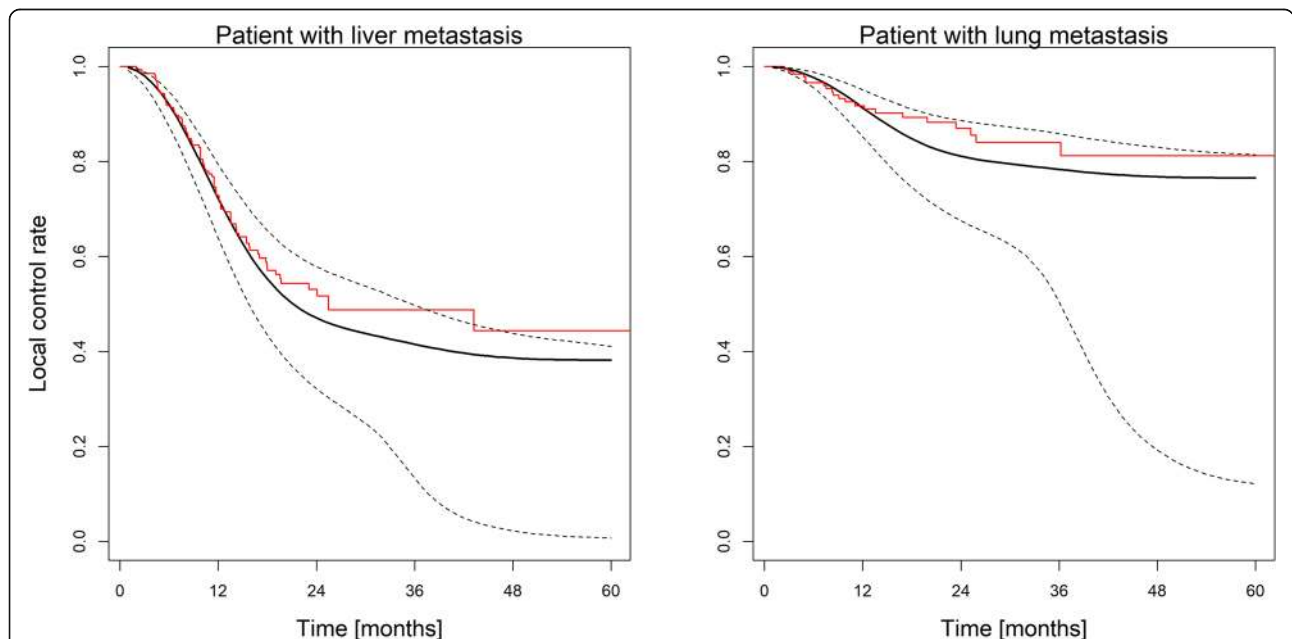 Patient with liver metastasis
Patient with lung metastasis
Local control rate
1.0
0.8
0.6
0.4
0.2
0.0
0 12 24 36 48 60
Time [months]
1.0
0.8
0.6
0.4
0.2
0.0
0 12 24 36 48 60
Time [months]